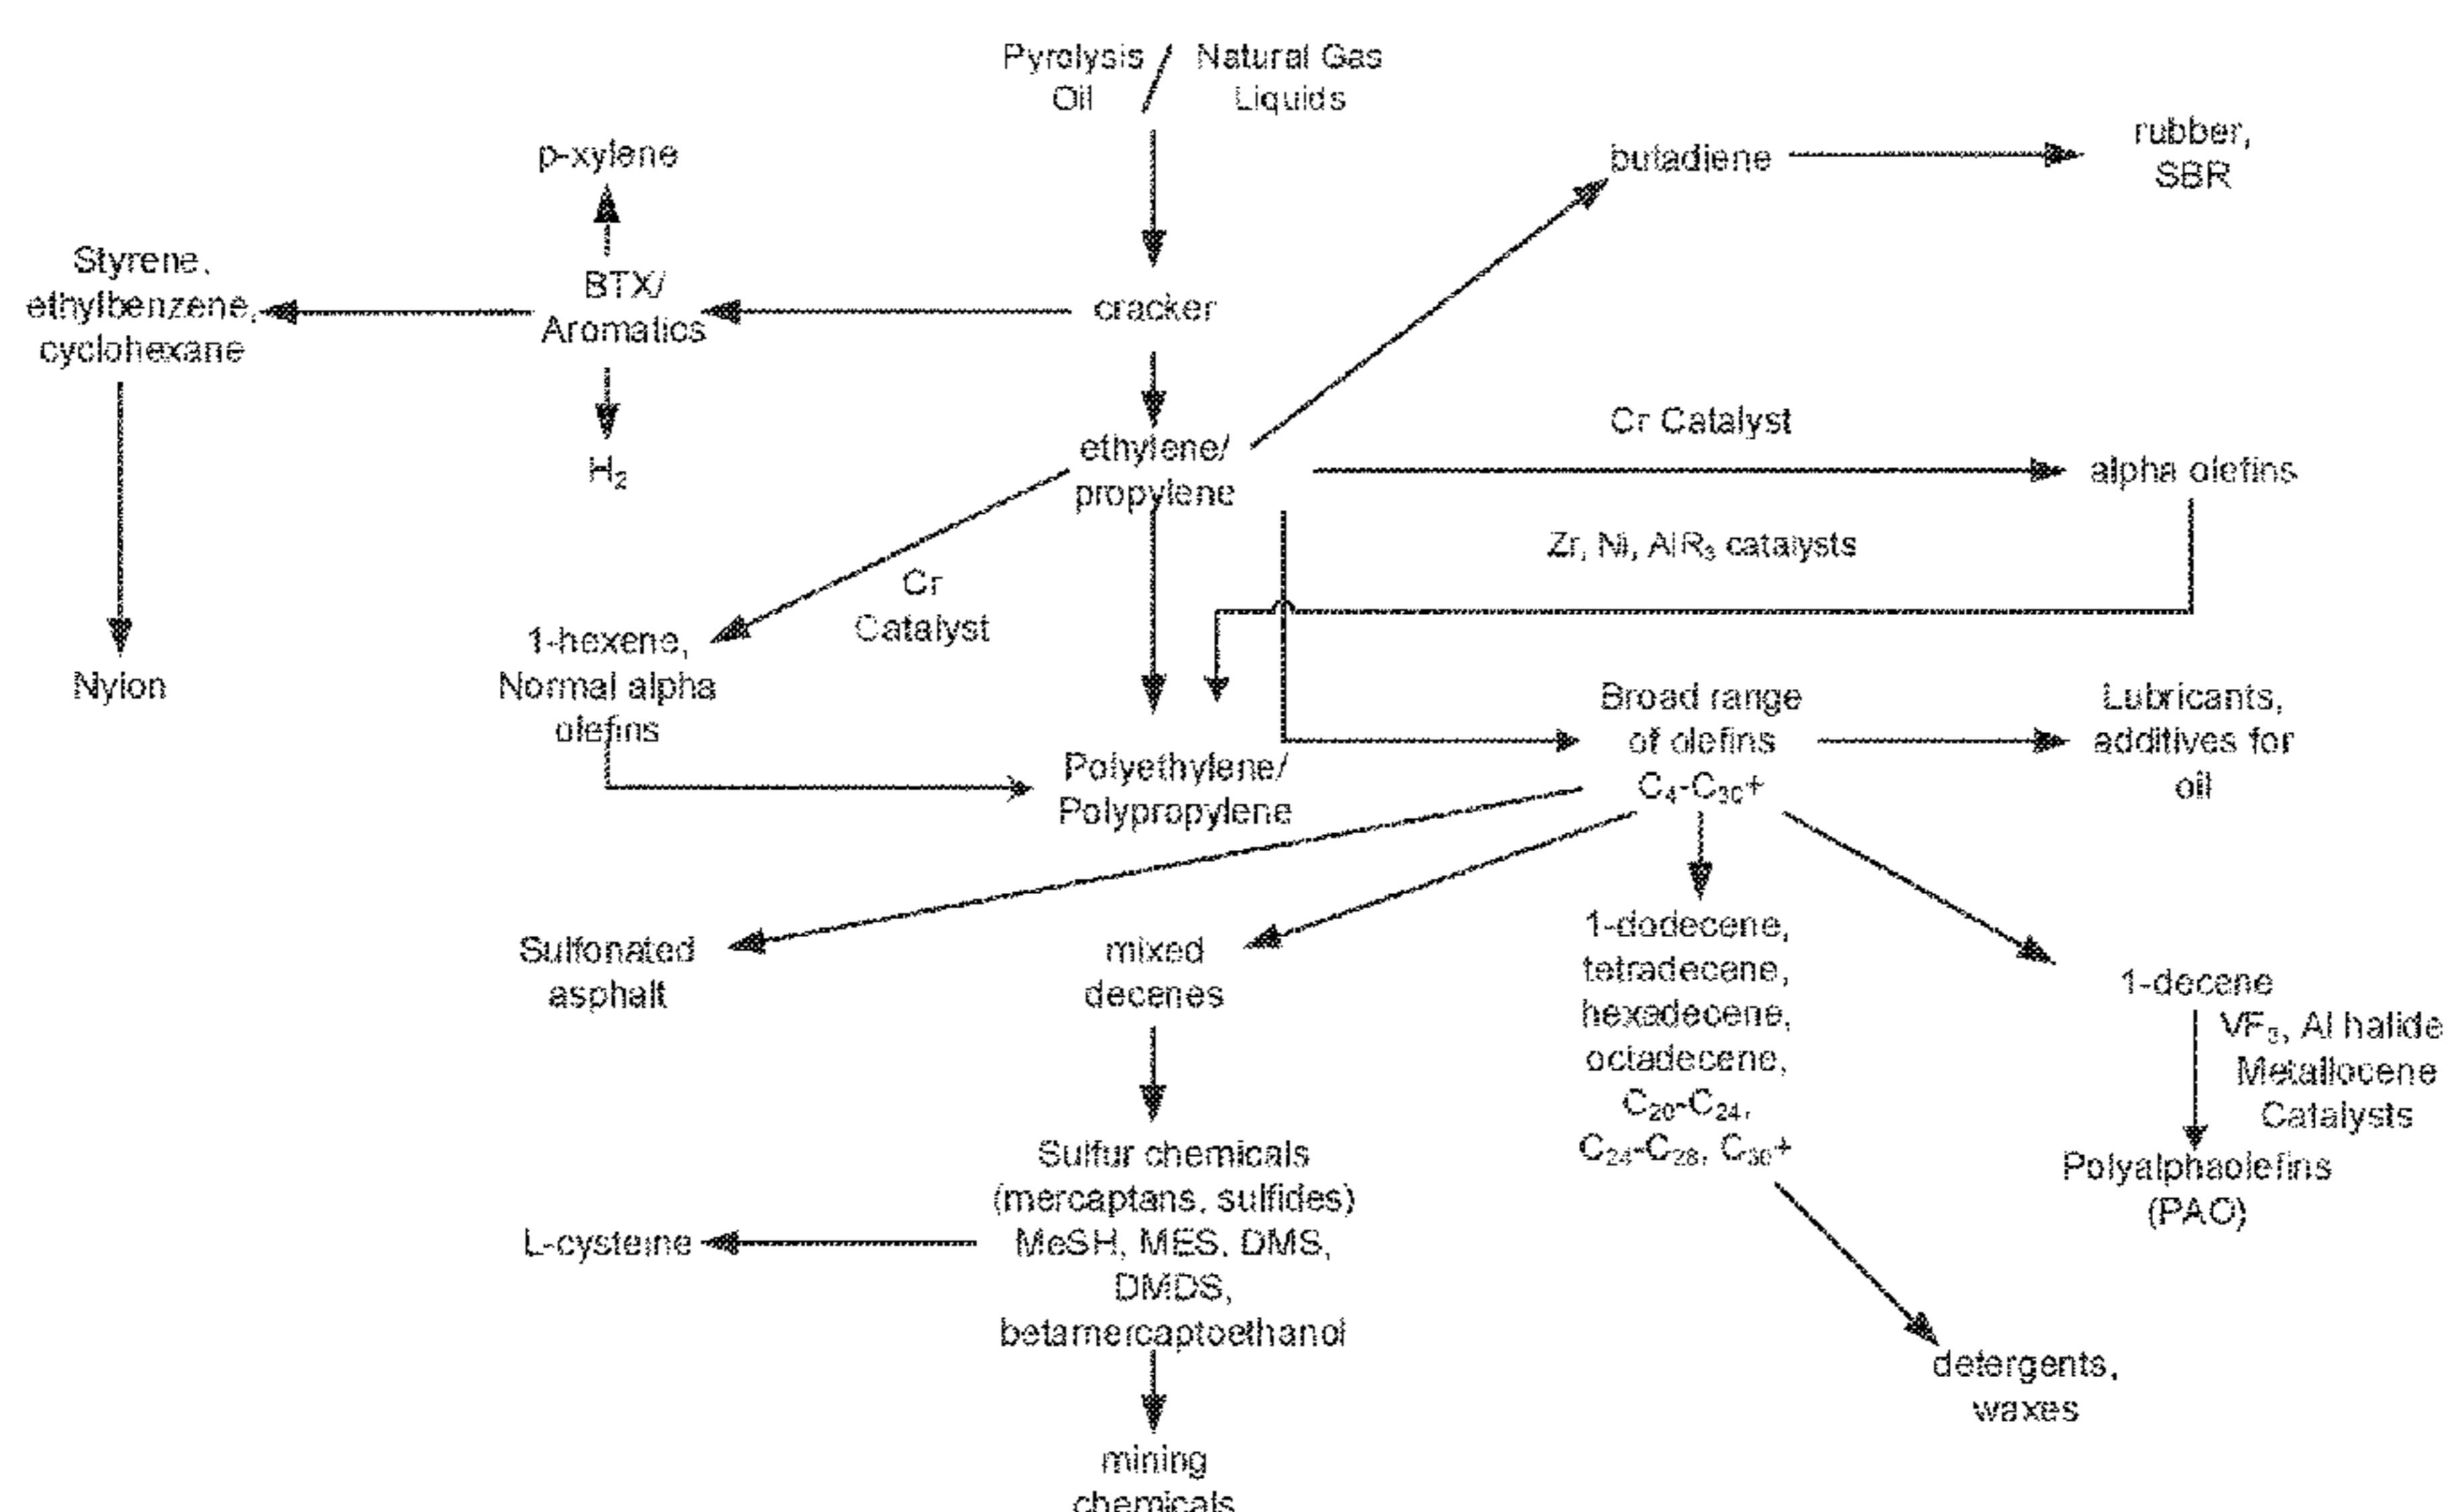 Pyrolysis / Natural Gas
Oil Liquids
rubber,
SBR
butadiene
p-xylene
Styrene,
ethylbenzene,
cyclohexane
BTX/
Aromatics
cracker
H₂
ethylene/
propylene
Cr Catalyst
alpha olefins
Zr, Ni, AlR₃ catalysts
Cr
Catalyst
1-hexene,
Normal alpha
olefins
Nylon
Polyethylene/
Polypropylene
Broad range
of olefins
C₄-C₃₀+
Lubricants,
additives for
oil
Sulfonated
asphalt
mixed
decenes
1-dodecene,
tetradecene,
hexadecene,
octadecene,
C₂₀-C₂₄,
C₂₄-C₂₈, C₃₀+
1-decene
VF₃, Al halide
Metallocene
Catalysts
Polyalphaolefins
(PAO)
Sulfur chemicals
(mercaptans, sulfides)
MeSH, MES, DMS,
DMDS,
betamercaptoethanol
L-cysteine
detergents,
waxes
mining
chemicals